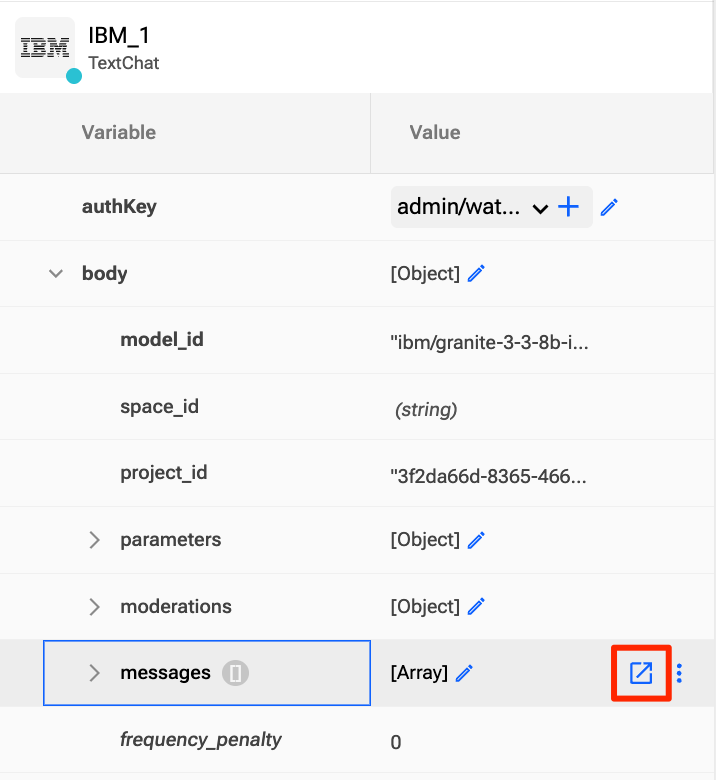 IBM
IBM_1
TextChat
Variable Value
authKey admin/wat...
body [Object]
model_id "ibm/granite-3-3-8b-i...
space_id (string)
project_id "3f2da66d-8365-466...
parameters [Object]
moderations [Object]
messages [] [Array]
frequency_penalty 0